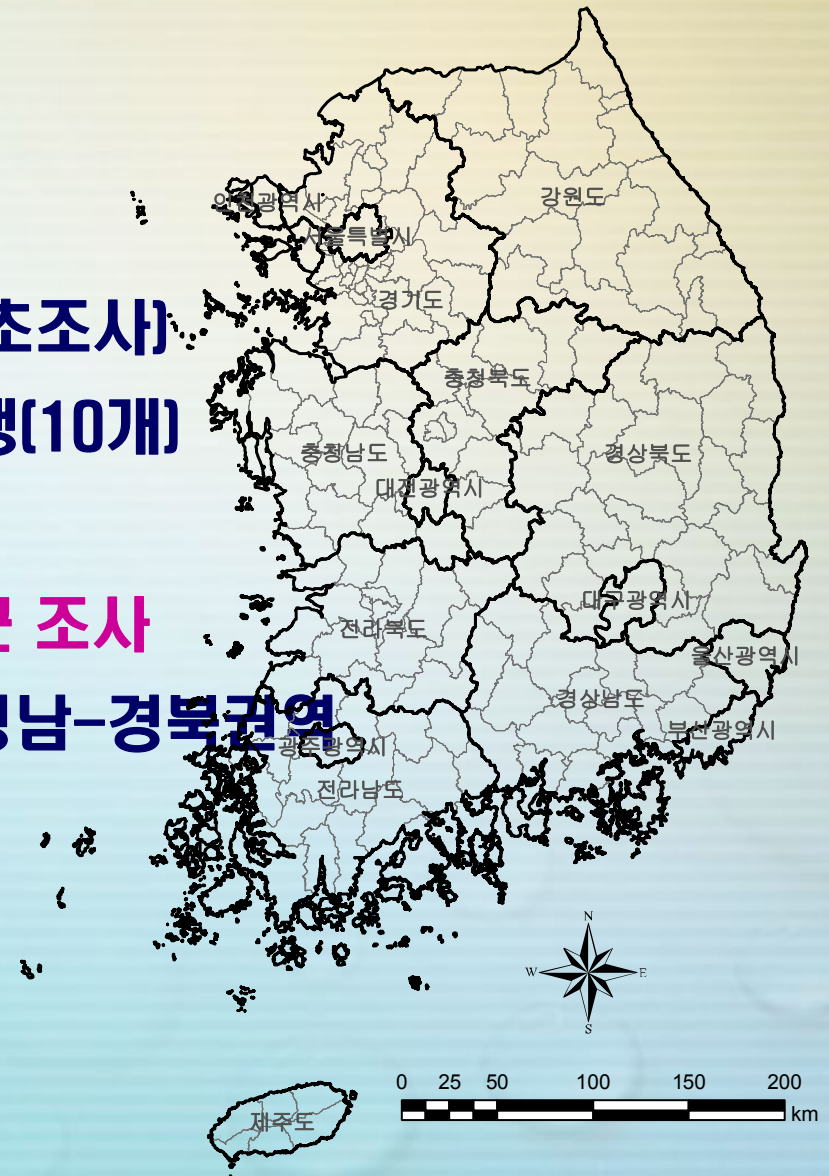 초조사)
(10개)
조사
남-경북권역
인천광역시
서울특별시
강원도
경기도
충청북도
충청남도
대전광역시
경상북도
대구광역시
전라북도
울산광역시
경상남도
부산광역시
광주광역시
전라남도
제주도
N
W E
S
0 25 50 100 150 200
km